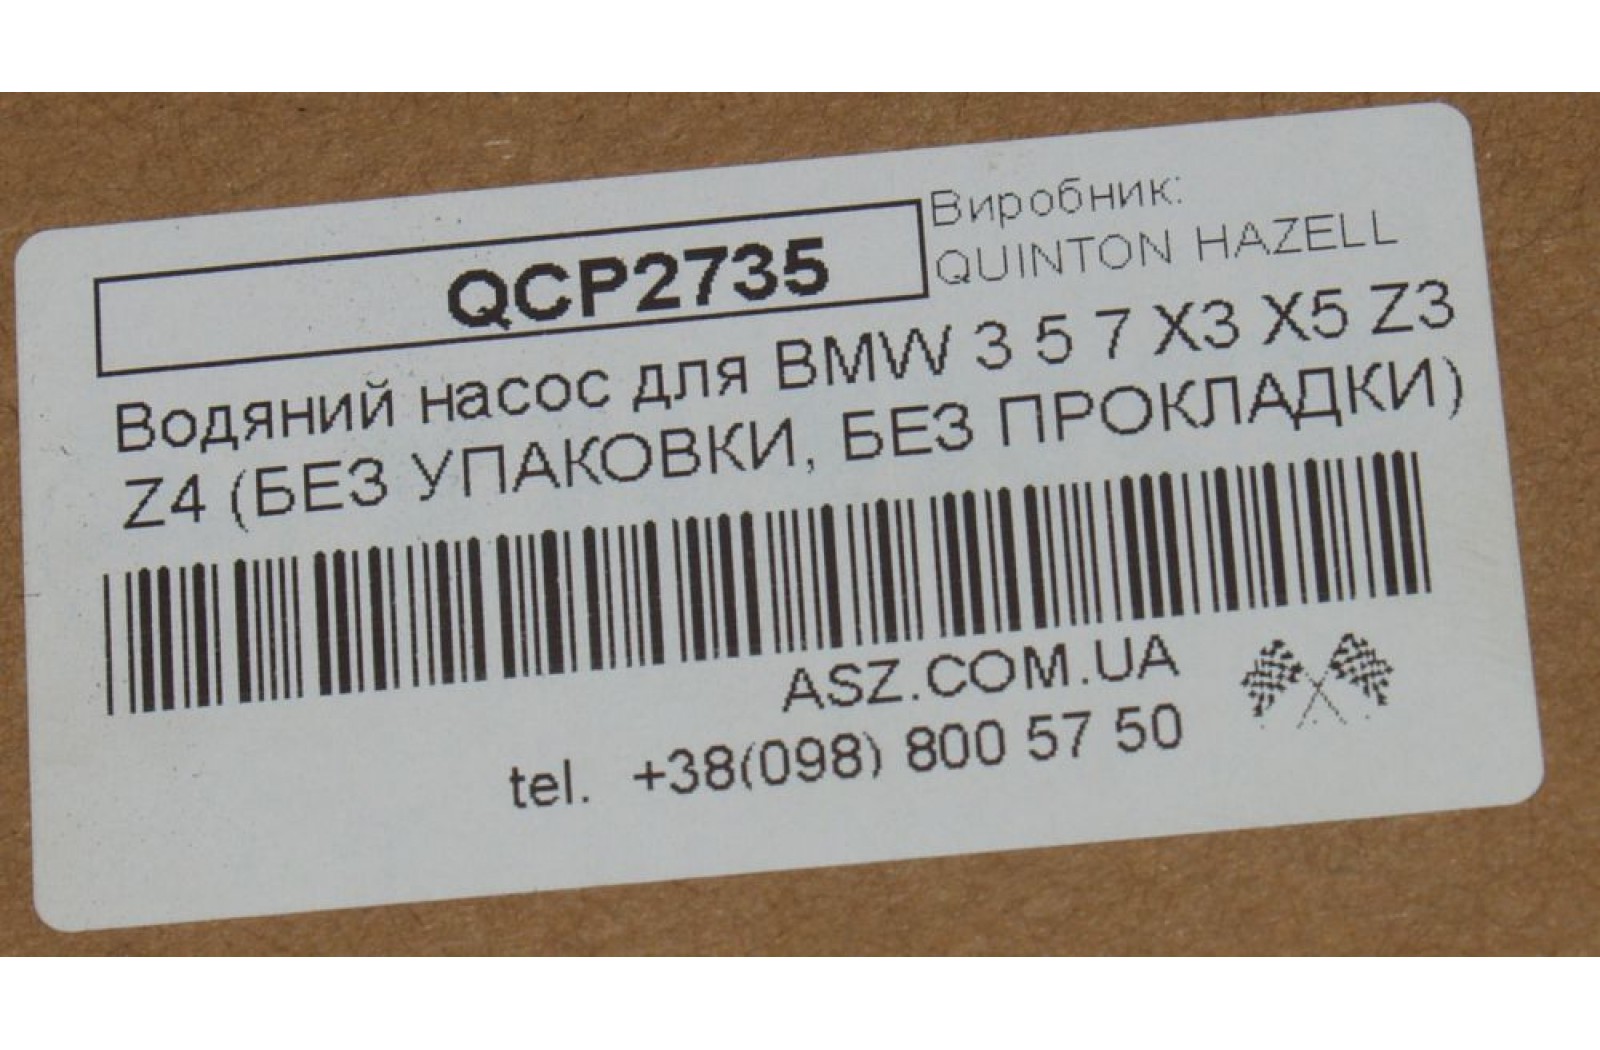 QCP2735
Виробник:
QUINTON HAZELL
Водяний насос для BMW 3 5 7 X3 X5 Z3
Z4 (БЕЗ УПАКОВКИ, БЕЗ ПРОКЛАДКИ)
ASZ.COM.UA
tel. +38(098) 800 57 50